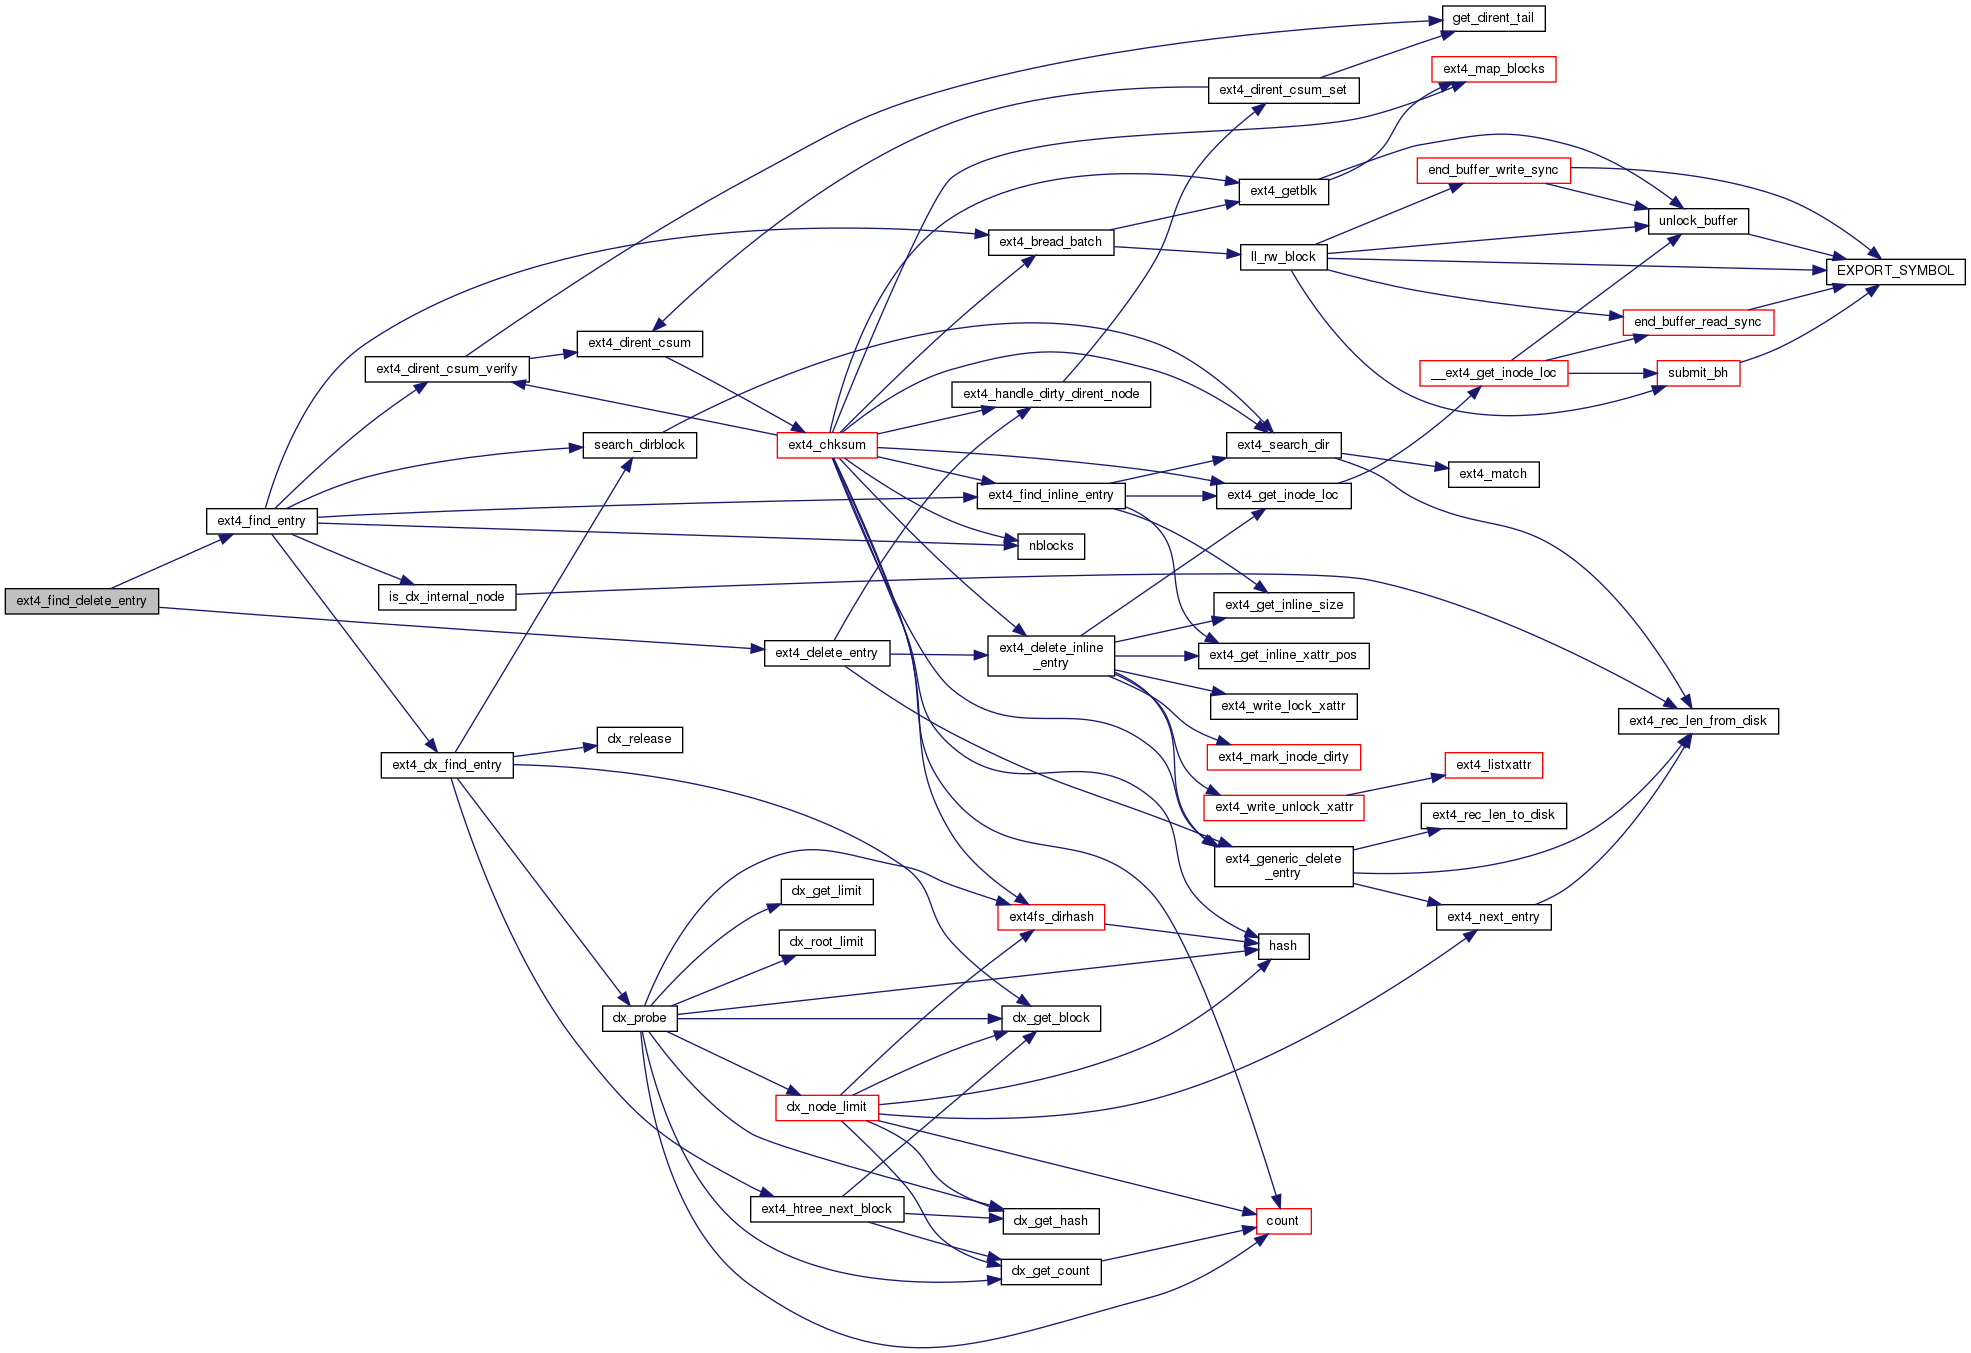 get_dirent_tail
ext4_map_blocks
ext4_dirent_csum_set
end_buffer_write_sync
ext4_getblk
unlock_buffer
ext4_bread_batch
ll_rw_block
EXPORT_SYMBOL
end_buffer_read_sync
ext4_dirent_csum
ext4_dirent_csum_verify
__ext4_get_inode_loc
submit_bh
ext4_handle_dirty_dirent_node
search_dirblock
ext4_chksum
ext4_search_dir
ext4_match
ext4_find_inline_entry
ext4_get_inode_loc
ext4_find_entry
nblocks
is_dx_internal_node
ext4_find_delete_entry
ext4_get_inline_size
ext4_delete_entry
ext4_delete_inline
_entry
ext4_get_inline_xattr_pos
ext4_write_lock_xattr
ext4_rec_len_from_disk
dx_release
ext4_mark_inode_dirty
ext4_dx_find_entry
ext4_listxattr
ext4_write_unlock_xattr
ext4_rec_len_to_disk
ext4_generic_delete
_entry
dx_get_limit
ext4fs_dirhash
ext4_next_entry
dx_root_limit
hash
dx_probe
dx_get_block
dx_node_limit
ext4_htree_next_block
dx_get_hash
count
dx_get_count